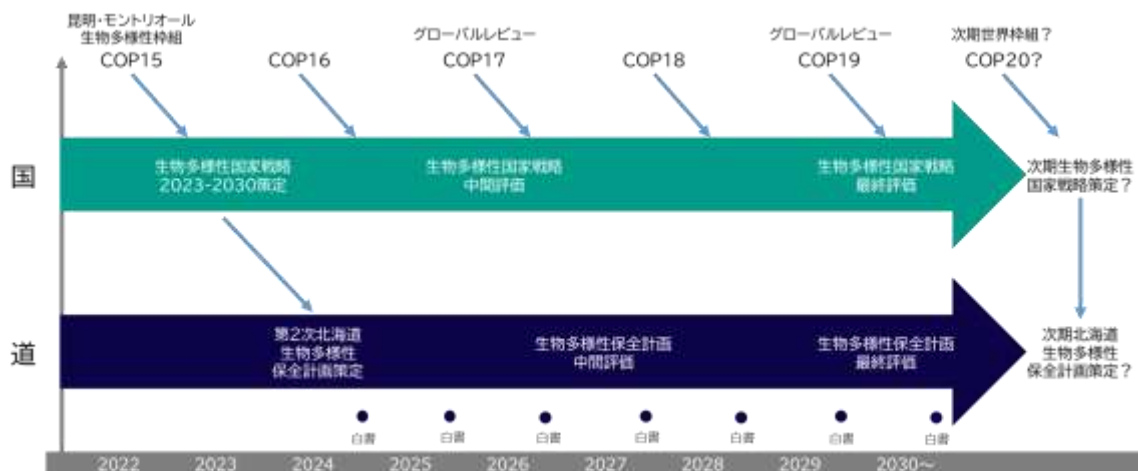 昆明・モントリオール
生物多様性枠組
COP15
COP16
グローバルレビュー
COP17
COP18
グローバルレビュー
COP19
次期世界枠組？
COP20?
国
生物多様性国家戦略
2023-2030策定
生物多様性国家戦略
中間評価
生物多様性国家戦略
最終評価
次期生物多様性
国家戦略策定？
道
第2次北海道
生物多様性
保全計画策定
生物多様性保全計画
中間評価
生物多様性保全計画
最終評価
次期北海道
生物多様性
保全計画策定？
白書
白書
白書
白書
白書
白書
白書
2022
2023
2024
2025
2026
2027
2028
2029
2030～